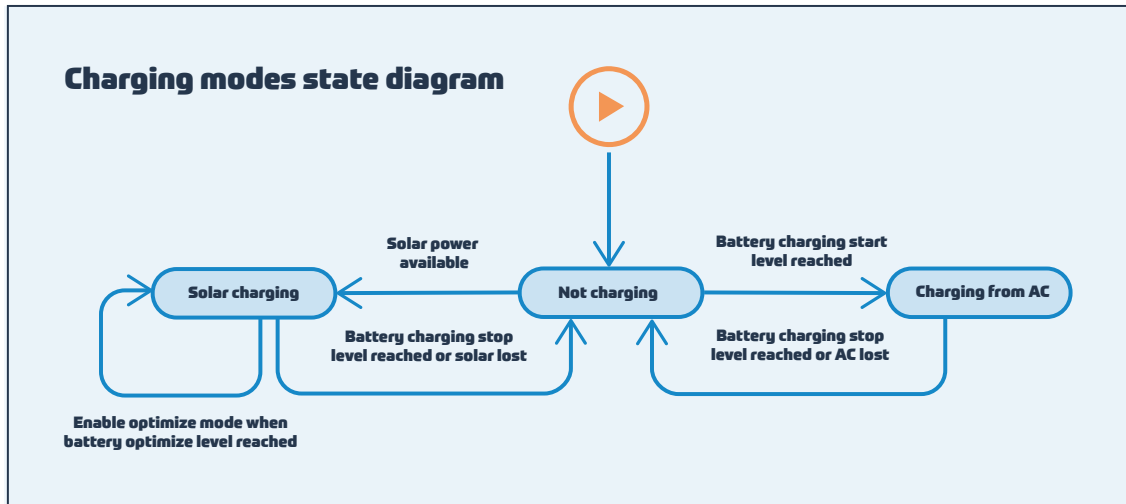 Charging modes state diagram
Solar power
available
Battery charging start
level reached
Solar charging
Not charging
Charging from AC
Battery charging stop
level reached or solar lost
Battery charging stop
level reached or AC lost
Enable optimize mode when
battery optimize level reached